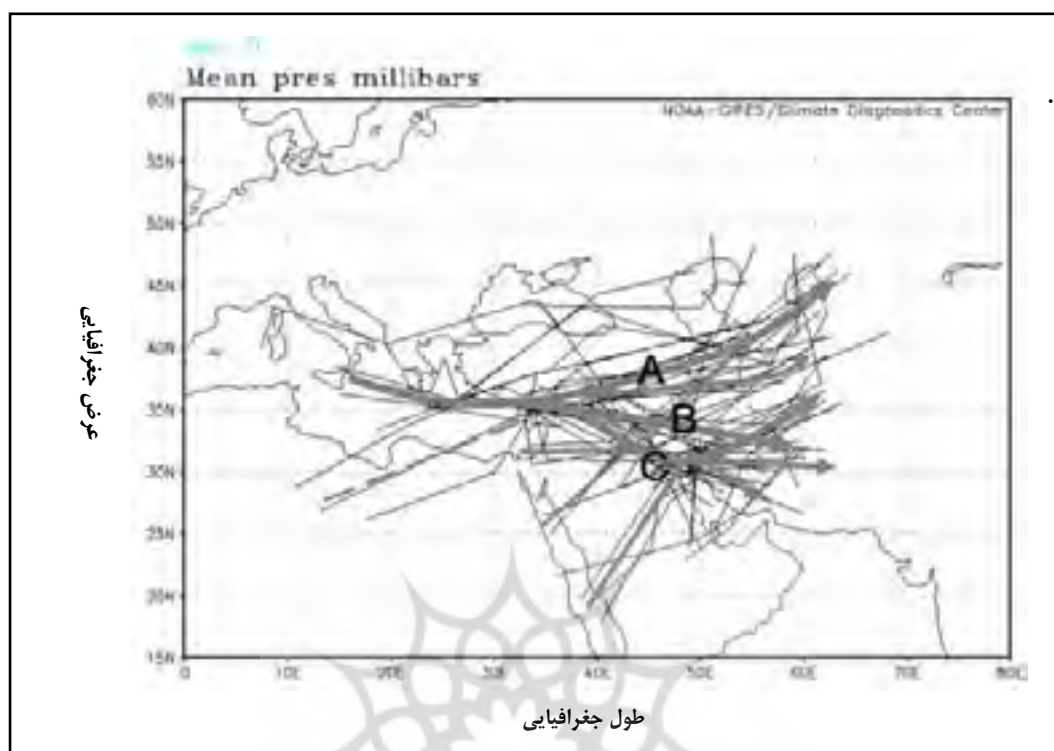 Mean pres millibars
60N
NOAA-CIRES/Climate Diagnostics Center
55N
50N
45N
40N
35N
30N
25N
20N
15N
A
B
C
0
10E
20E
30E
40E
50E
60E
70E
80E
عرض جغرافیایی
طول جغرافیایی